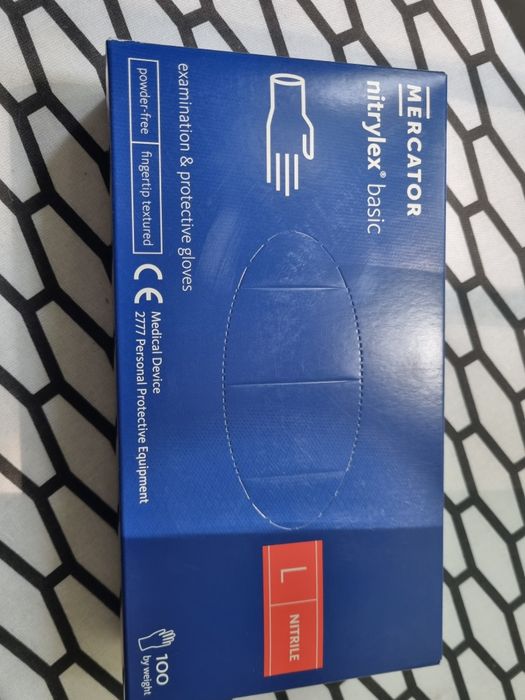 MERCATOR
nitrylex® basic
examination & protective gloves
powder-free fingertip textured
CE Medical Device
2777 Personal Protective Equipment
L NITRILE
100
by weight